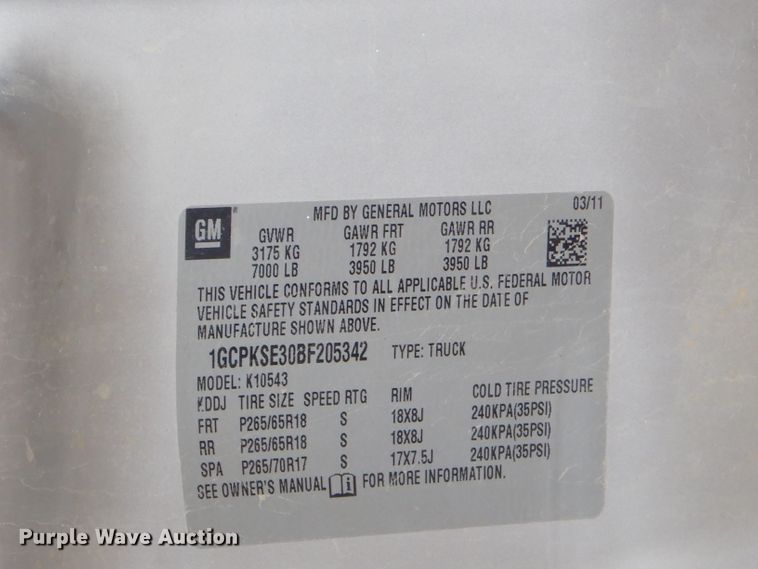 GM
MFD BY GENERAL MOTORS LLC 03/11
GVWR GAWR FRT GAWR RR
3175 KG 1792 KG 1792 KG
7000 LB 3950 LB 3950 LB
THIS VEHICLE CONFORMS TO ALL APPLICABLE U.S. FEDERAL MOTOR
VEHICLE SAFETY STANDARDS IN EFFECT ON THE DATE OF
MANUFACTURE SHOWN ABOVE.
1GCPKSE30BF205342 TYPE: TRUCK
MODEL: K10543
KDDJ TIRE SIZE SPEED RTG RIM COLD TIRE PRESSURE
FRT P265/65R18 S 18X8J 240KPA(35PSI)
RR P265/65R18 S 18X8J 240KPA(35PSI)
SPA P265/70R17 S 17X7.5J 240KPA(35PSI)
SEE OWNER'S MANUAL i FOR MORE INFORMATION.
Purple Wave Auction